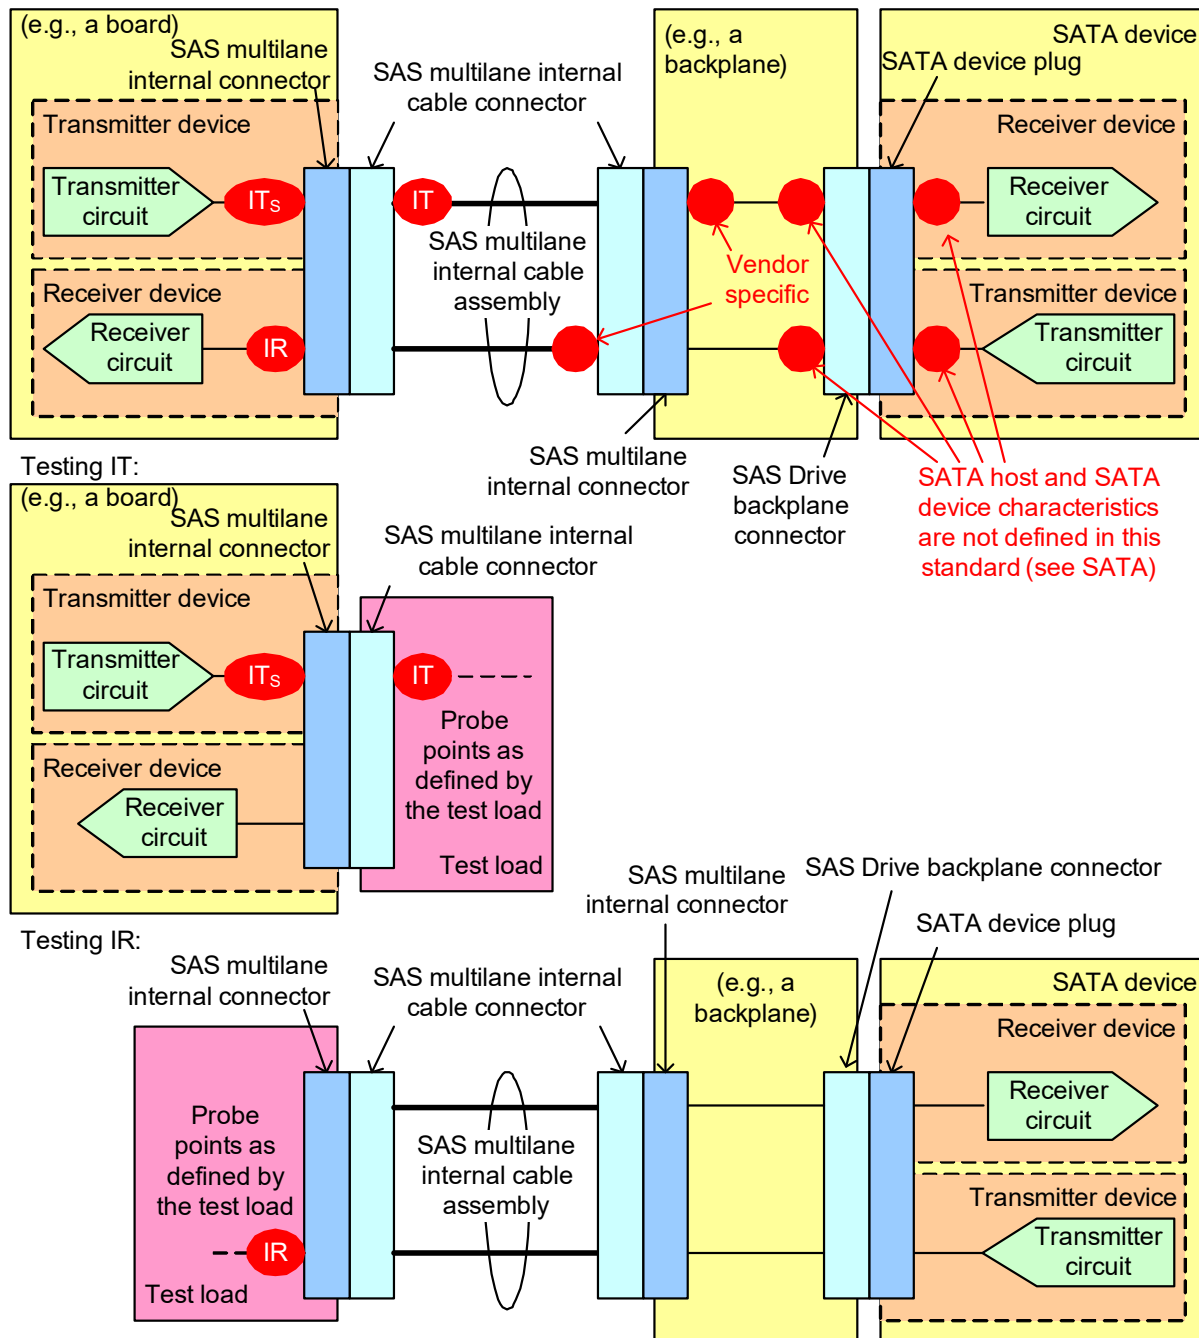 (e.g., a board)
SAS multilane
internal connector
SAS multilane internal
cable connector
(e.g., a
backplane)
SATA device
SATA device plug
Transmitter device
Receiver device
Transmitter
circuit
ITS
IT
Receiver
circuit
SAS multilane
internal cable
assembly
Vendor
specific
Receiver device
Transmitter device
Receiver
circuit
IR
Transmitter
circuit
SAS multilane
internal connector
SAS Drive
backplane
connector
SATA host and SATA
device characteristics
are not defined in this
standard (see SATA)
Testing IT:
(e.g., a board)
SAS multilane
internal connector
SAS multilane internal
cable connector
Transmitter device
Transmitter
circuit
ITS
IT
Probe
points as
defined by
the test load
Receiver device
Receiver
circuit
Test load
SAS multilane
internal connector
SAS Drive backplane connector
SATA device plug
Testing IR:
SAS multilane
internal connector
SAS multilane internal
cable connector
(e.g., a
backplane)
SATA device
Receiver device
Receiver
circuit
Probe
points as
defined by
the test load
SAS multilane
internal cable
assembly
Transmitter device
IR
Transmitter
circuit
Test load